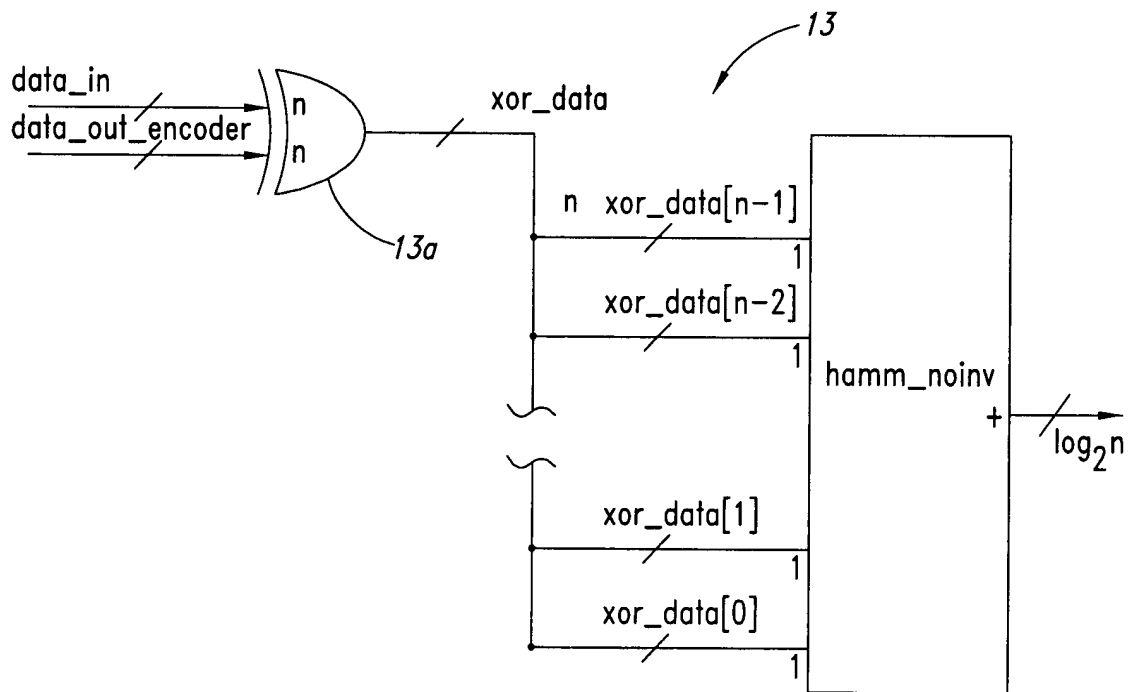 13
data_in
n
xor_data
data_out_encoder
n
n xor_data[n-1]
13a
1
xor_data[n-2]
1
hamm_noinv
+
log2n
xor_data[1]
1
xor_data[0]
1